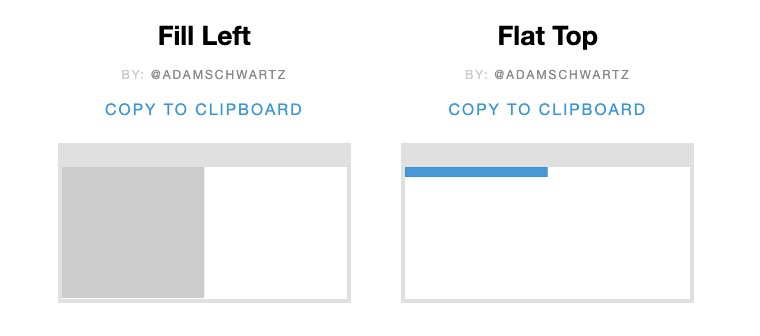 Fill Left
BY: @ADAMSCHWARTZ
COPY TO CLIPBOARD
Flat Top
BY: @ADAMSCHWARTZ
COPY TO CLIPBOARD